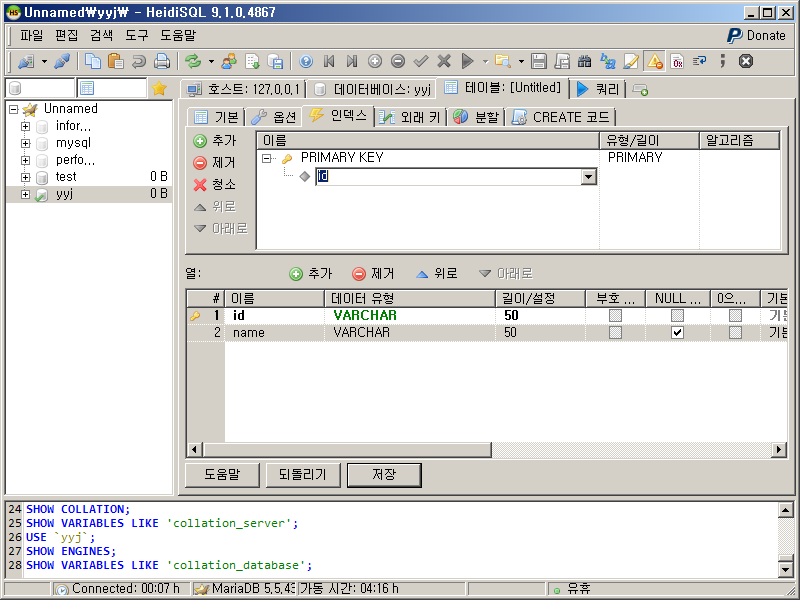 Unnamed₩yyj₩ - HeidiSQL 9.1.0.4867
파일 편집 검색 도구 도움말
Donate
호스트: 127.0.0.1 데이터베이스: yyj 테이블: [Untitled] 쿼리
Unnamed
infor...
mysql
perfo...
test 0 B
yyj 0 B
기본 옵션 인덱스 외래 키 분할 CREATE 코드
추가
제거
청소
위로
아래로
이름 유형/길이 알고리즘
PRIMARY KEY PRIMARY
id
열: 추가 제거 위로 아래로
# 이름 데이터 유형 길이/설정 부호 ... NULL ... 0으... 기본
1 id VARCHAR 50 기본
2 name VARCHAR 50 기본
도움말 되돌리기 저장
24 SHOW COLLATION;
25 SHOW VARIABLES LIKE 'collation_server';
26 USE `yyj`;
27 SHOW ENGINES;
28 SHOW VARIABLES LIKE 'collation_database';
Connected: 00:07 h MariaDB 5.5.43 가동 시간: 04:16 h 유휴